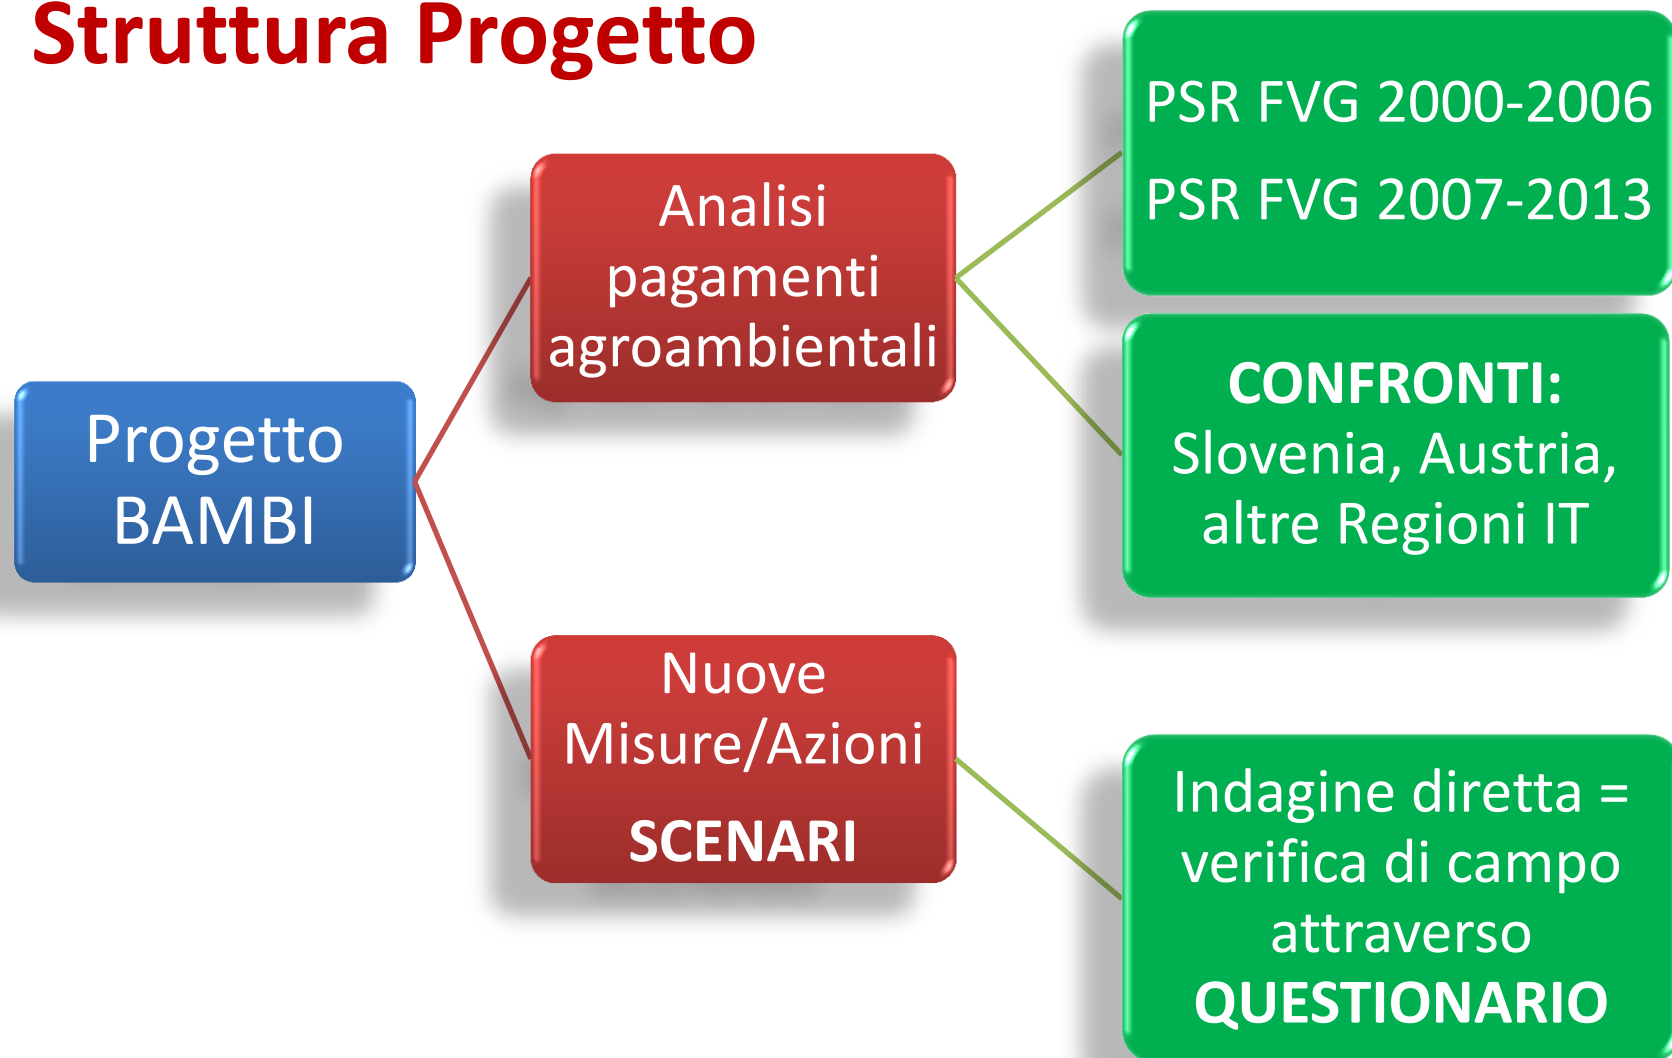 Struttura Progetto
Progetto
BAMBI
Analisi
pagamenti
agroambientali
PSR FVG 2000-2006
PSR FVG 2007-2013
CONFRONTI:
Slovenia, Austria,
altre Regioni IT
Nuove
Misure/Azioni
SCENARI
Indagine diretta =
verifica di campo
attraverso
QUESTIONARIO